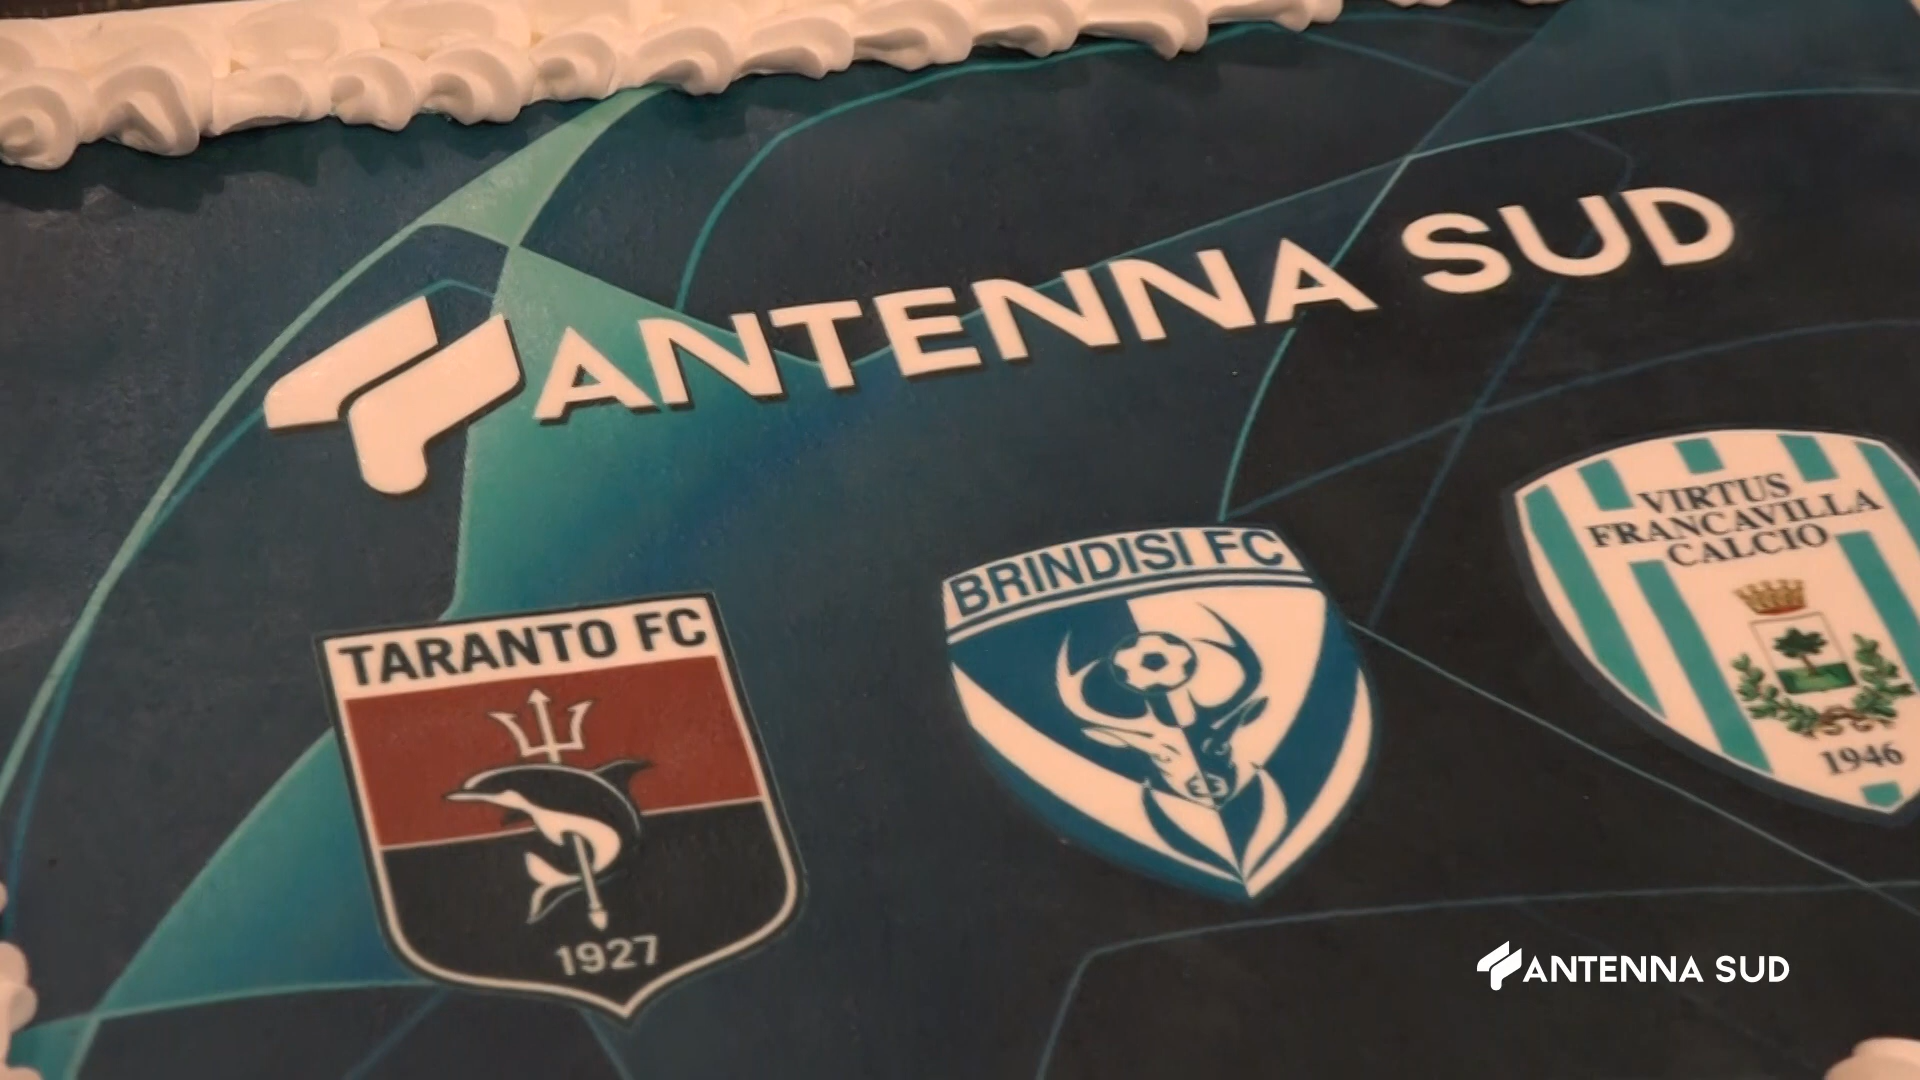 ANTENNA SUD
TARANTO FC
1927
BRINDISI FC
VIRTUS
FRANCAVILLA
CALCIO
1946
ANTENNA SUD